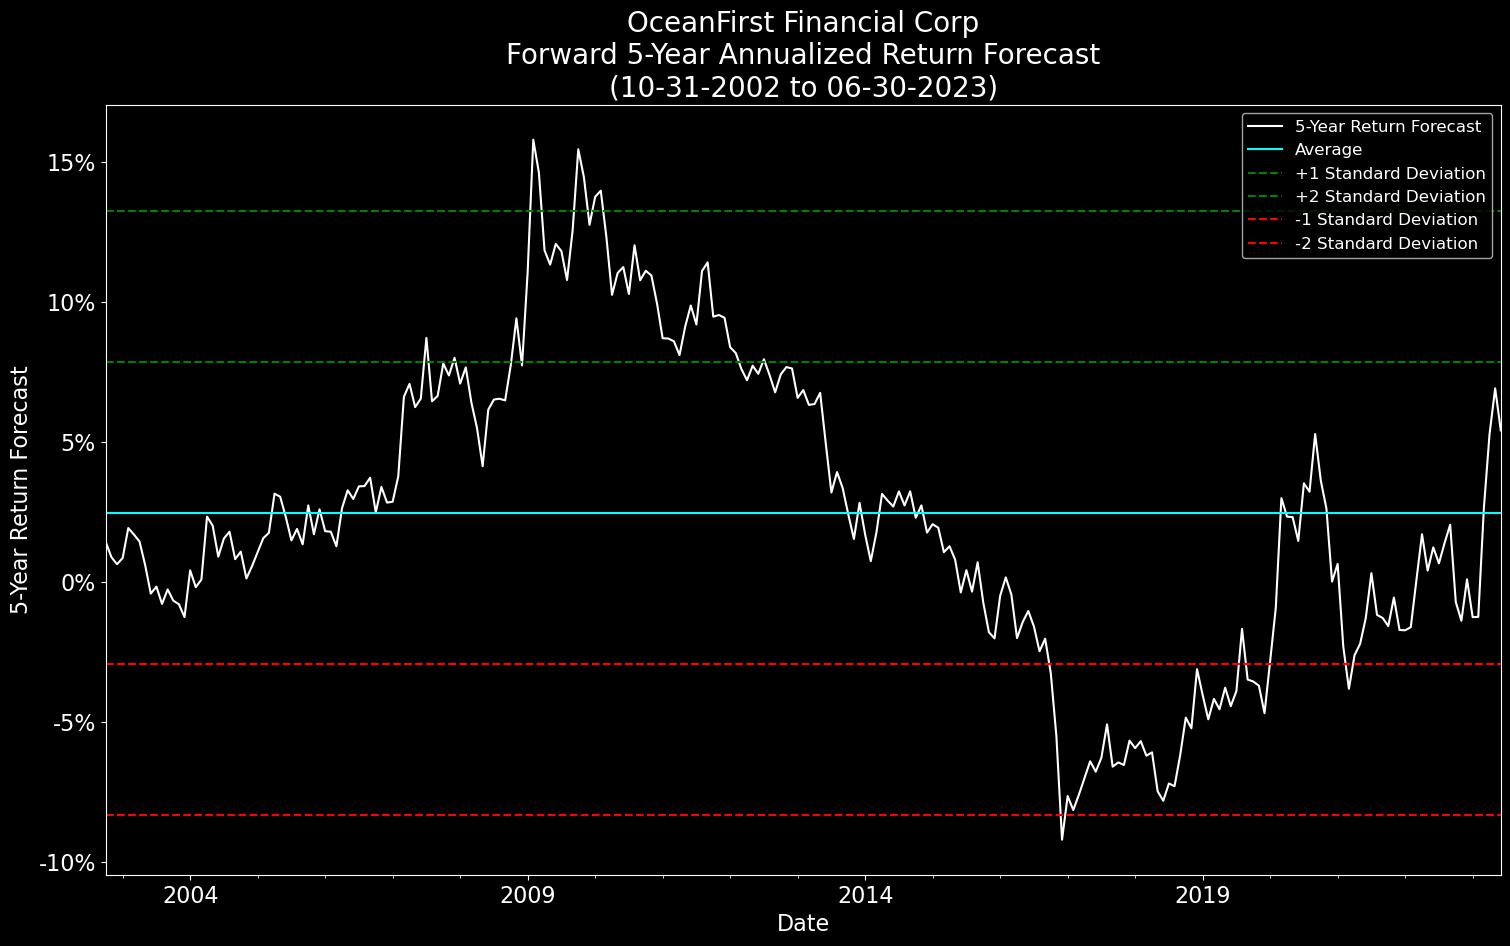 OceanFirst Financial Corp
Forward 5-Year Annualized Return Forecast
(10-31-2002 to 06-30-2023)
5-Year Return Forecast
Average
+1 Standard Deviation
+2 Standard Deviation
-1 Standard Deviation
-2 Standard Deviation
15%
10%
5%
0%
-5%
-10%
5-Year Return Forecast
2004
2009
2014
2019
Date